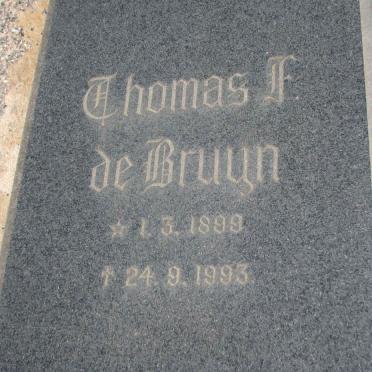 Thomas F.
de Bruyn
☆ 1. 3. 1899
† 24. 9. 1993.